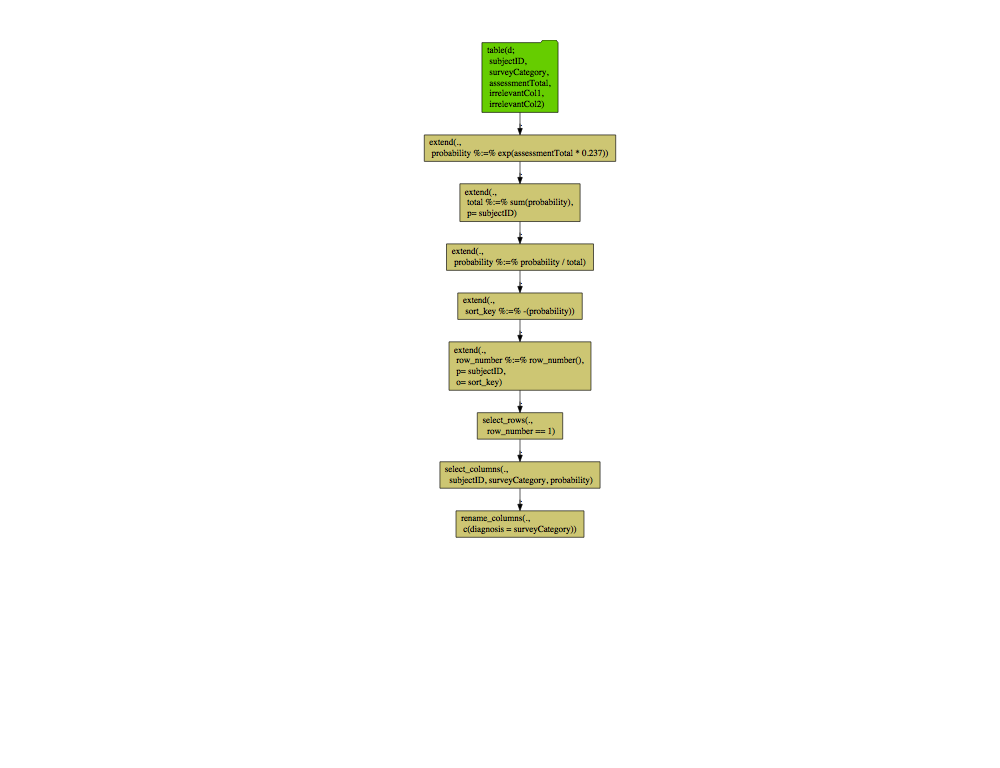 table(d;
subjectID,
surveyCategory,
assessmentTotal,
irrelevantCol1,
irrelevantCol2)
extend(.,
probability %:=% exp(assessmentTotal * 0.237))
extend(.,
total %:=% sum(probability),
p= subjectID)
extend(.,
probability %:=% probability / total)
extend(.,
sort_key %:=% -(probability))
extend(.,
row_number %:=% row_number(),
p= subjectID,
o= sort_key)
select_rows(.,
row_number == 1)
select_columns(.,
subjectID, surveyCategory, probability)
rename_columns(.,
c(diagnosis = surveyCategory))